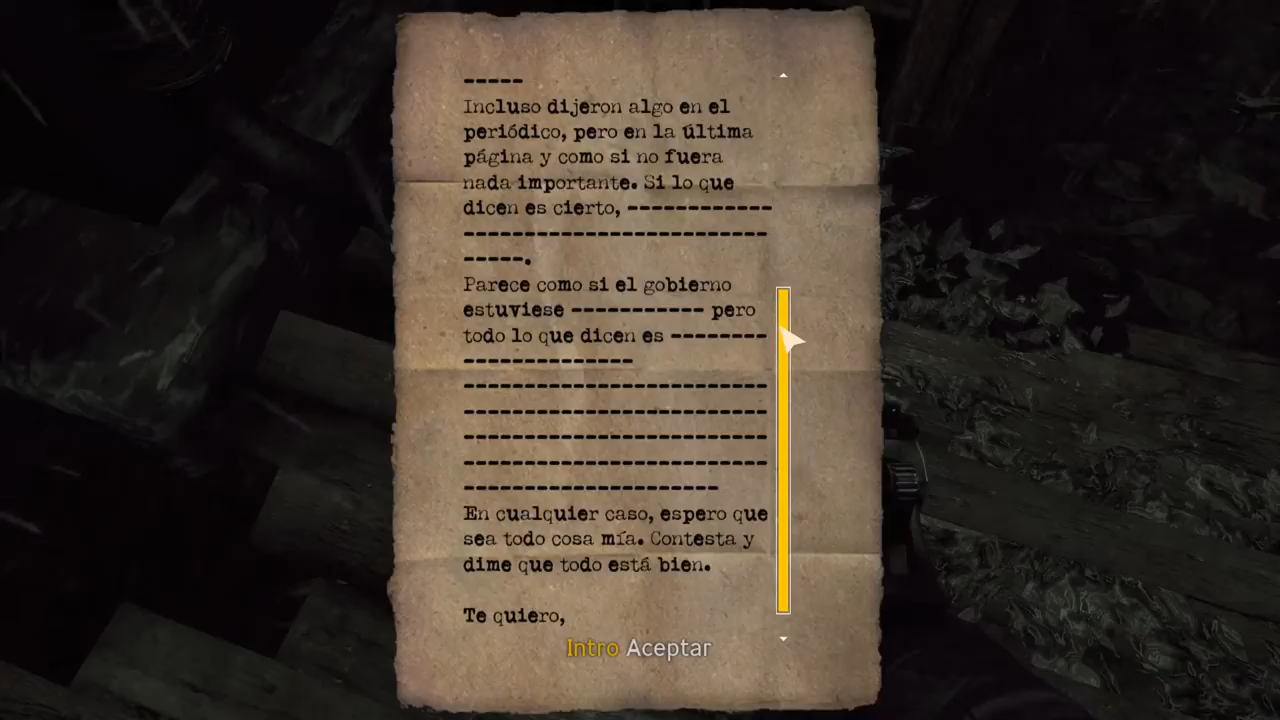 -----
Incluso dijeron algo en el
periódico, pero en la última
página y como si no fuera
nada importante. Si lo que
dicen es cierto, ------------
-------------------------
-----.
Parece como si el gobierno
estuviese ----------- pero
todo lo que dicen es --------
--------------
-------------------------
-------------------------
-------------------------
-------------------------
---------------------
En cualquier caso, espero que
sea todo cosa mía. Contesta y
dime que todo está bien.
Te quiero,
Intro Aceptar